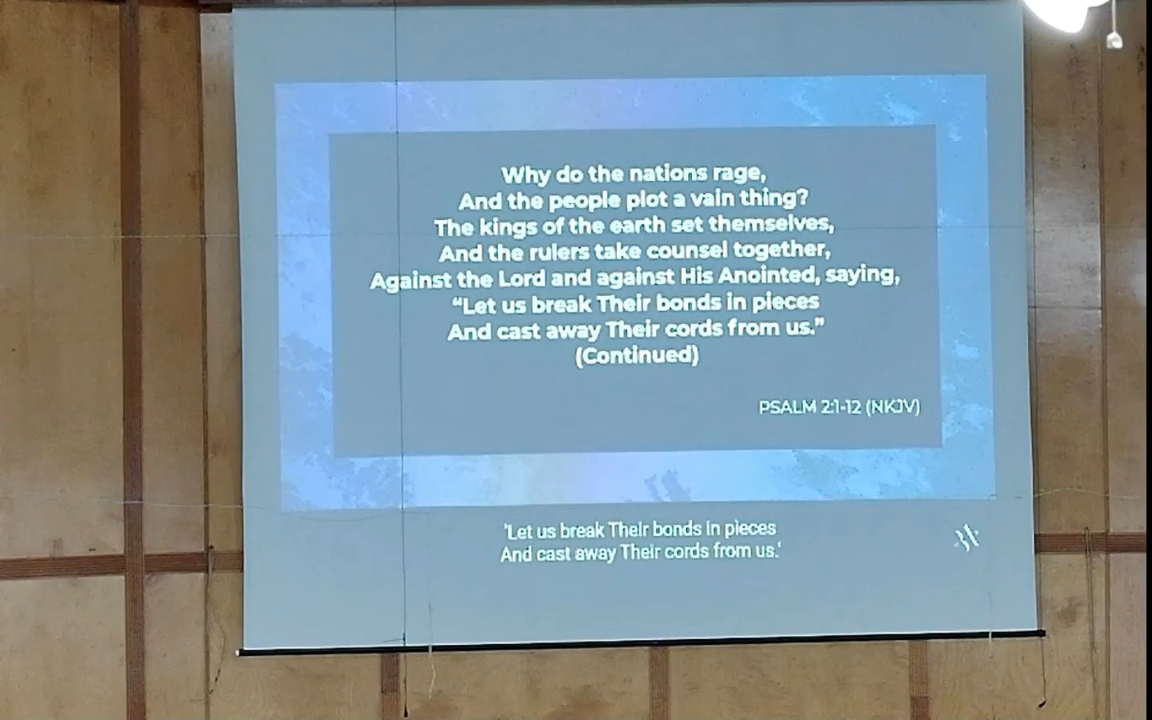 Why do the nations rage,
And the people plot a vain thing?
The kings of the earth set themselves,
And the rulers take counsel together,
Against the Lord and against His Anointed, saying,
“Let us break Their bonds in pieces
And cast away Their cords from us.”
(Continued)
PSALM 2:1-12 (NKJV)
'Let us break Their bonds in pieces
And cast away Their cords from us.'